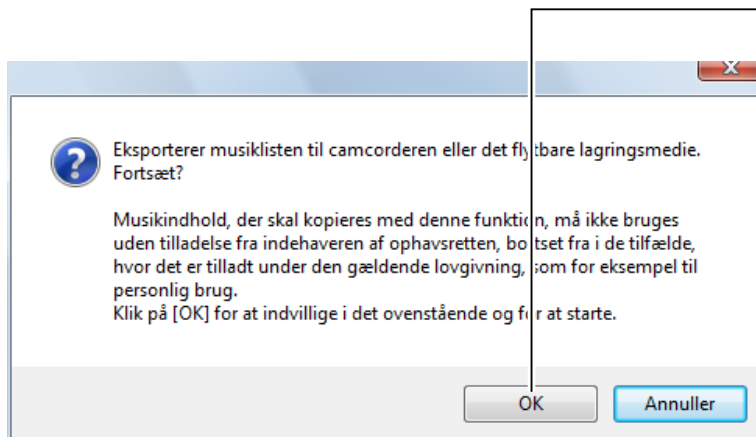 Eksporterer musiklisten til camcorderen eller det flytbare lagringsmedie.
Fortsæt?
Musikindhold, der skal kopieres med denne funktion, må ikke bruges
uden tilladelse fra indehaveren af ophavsretten, bortset fra i de tilfælde,
hvor det er tilladt under den gældende lovgivning, som for eksempel til
personlig brug.
Klik på [OK] for at indvillige i det ovenstående og for at starte.
OK
Annuller